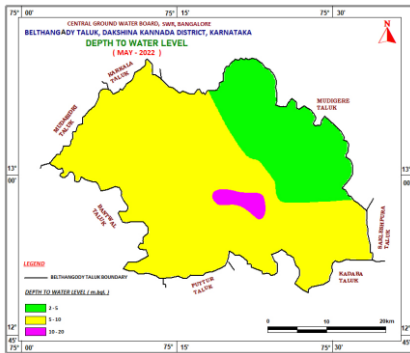 75° 00' 75° 15' 75° 30'
CENTRAL GROUND WATER BOARD, SWR, BANGALORE
BELTHANGADY TALUK, DAKSHINA KANNADA DISTRICT, KARNATAKA
DEPTH TO WATER LEVEL
( MAY - 2022 )
N
KARKALA
TALUK
MUDIGERE
TALUK
MUDABIDRI
TALUK
13°
00'
13°
00'
BANTWAL
TALUK
SAKLESHPURA
TALUK
LEGEND
BELTHANGADY TALUK BOUNDARY
PUTTUR
TALUK
KADABA
TALUK
DEPTH TO WATER LEVEL ( m.bgl. )
2 - 5
5 - 10
10 - 20
0 10 20km
12°
45'
12°
45'
75° 00' 75° 15' 75° 30'